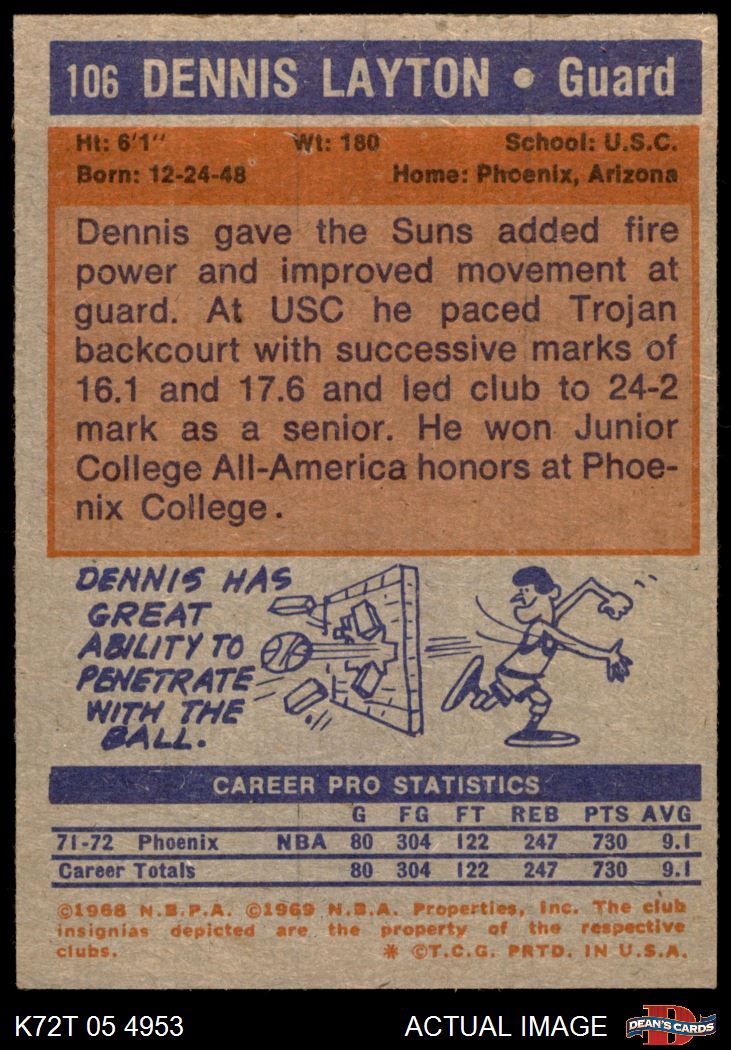 106 DENNIS LAYTON • Guard
Ht: 6'1" Wt: 180 School: U.S.C.
Born: 12-24-48 Home: Phoenix, Arizona
Dennis gave the Suns added fire
power and improved movement at
guard. At USC he paced Trojan
backcourt with successive marks of
16.1 and 17.6 and led club to 24-2
mark as a senior. He won Junior
College All-America honors at Phoe-
nix College.
DENNIS HAS
GREAT
ABILITY TO
PENETRATE
WITH THE
BALL.
CAREER PRO STATISTICS
G FG FT REB PTS AVG
71-72 Phoenix NBA 80 304 122 247 730 9.1
Career Totals 80 304 122 247 730 9.1
©1968 N.B.P.A. ©1969 N.B.A. Properties, Inc. The club
insignias depicted are the property of the respective
clubs. * ©T.C.G. PRTD. IN U.S.A.
K72T 05 4953 ACTUAL IMAGE DEAN'S CARDS